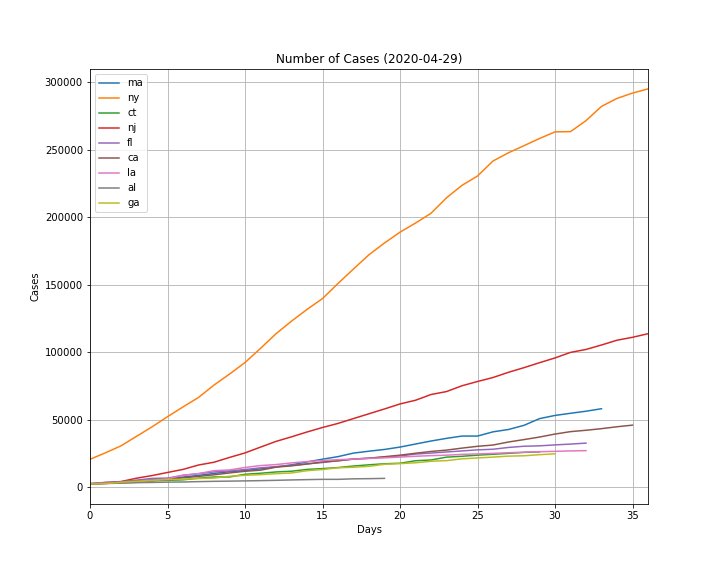 Number of Cases (2020-04-29)
300000
250000
200000
150000
100000
50000
0
Cases
ma
ny
ct
nj
fl
ca
la
al
ga
0 5 10 15 20 25 30 35
Days